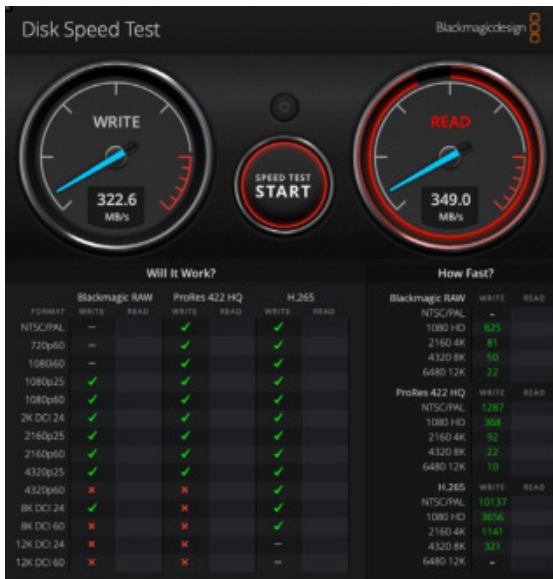 Disk Speed Test
Blackmagicdesign
WRITE
322.6
MB/s
SPEED TEST
START
READ
349.0
MB/s
Will It Work?
Blackmagic RAW ProRes 422 HQ H.265
FORMAT WRITE READ WRITE READ WRITE READ
NTSC/PAL – ✓ ✓
720p60 – ✓ ✓
1080i60 – ✓ ✓
1080p25 ✓ ✓ ✓
1080p60 ✓ ✓ ✓
2K DCI 24 ✓ ✓ ✓
2160p25 ✓ ✓ ✓
2160p60 ✓ ✓ ✓
4320p25 ✓ ✓ ✓
4320p60 × × ✓
8K DCI 24 ✓ × ✓
8K DCI 60 × × ✓
12K DCI 24 × × –
12K DCI 60 × × –
How Fast?
Blackmagic RAW WRITE READ
NTSC/PAL –
1080 HD 825
2160 4K 81
4320 8K 50
6480 12K 22
ProRes 422 HQ WRITE READ
NTSC/PAL 1287
1080 HD 368
2160 4K 92
4320 8K 22
6480 12K 10
H.265 WRITE READ
NTSC/PAL 10137
1080 HD 3656
2160 4K 1141
4320 8K 321
6480 12K –